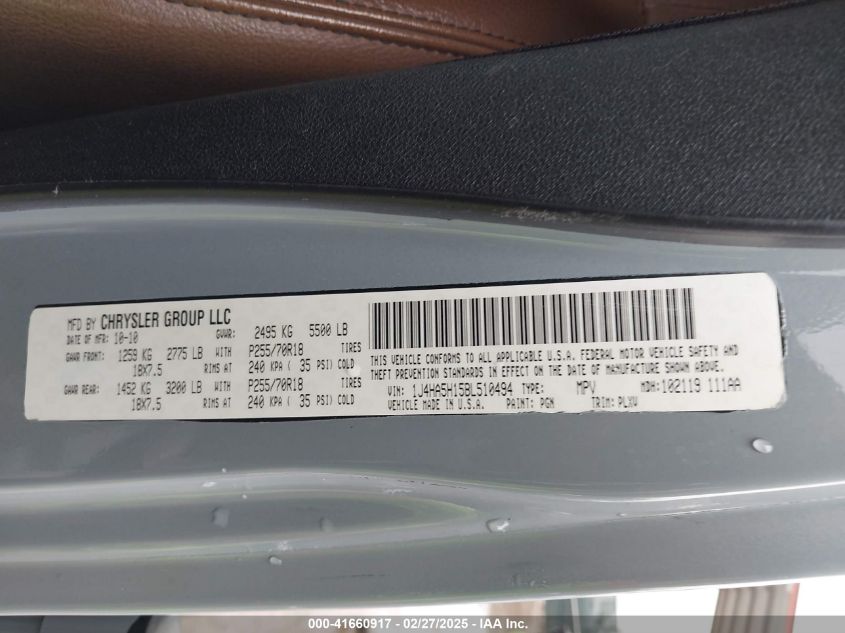 MFD BY CHRYSLER GROUP LLC
DATE OF MFR: 10-10 GVWR: 2495 KG 5500 LB
GAWR FRONT: 1259 KG 2775 LB WITH P255/70R18 TIRES
18X7.5 RIMS AT 240 KPA ( 35 PSI) COLD
GAWR REAR: 1452 KG 3200 LB WITH P255/70R18 TIRES
18X7.5 RIMS AT 240 KPA ( 35 PSI) COLD
THIS VEHICLE CONFORMS TO ALL APPLICABLE U.S.A. FEDERAL MOTOR VEHICLE SAFETY AND
THEFT PREVENTION STANDARDS IN EFFECT ON THE DATE OF MANUFACTURE SHOWN ABOVE.
VIN: 1J4HA5H15BL510494 TYPE: MPV MDH: 102119 111AA
MADE IN U.S.A. PAINT: PGN TRIM: PLXV
000-41660917 - 02/27/2025 - IAA Inc.